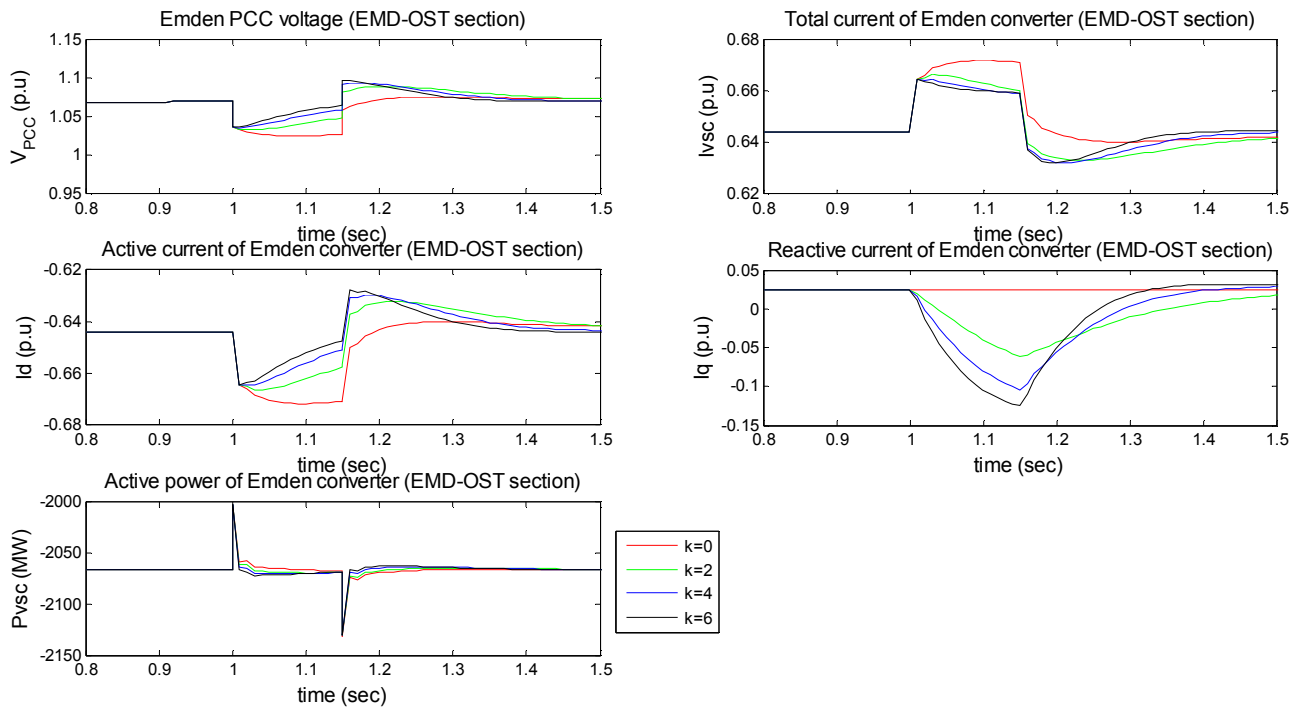 Emden PCC voltage (EMD-OST section)
1.15
1.1
1.05
1
0.95
V_PCC (p.u)
0.8 0.9 1 1.1 1.2 1.3 1.4 1.5
time (sec)
Total current of Emden converter (EMD-OST section)
0.68
0.66
0.64
0.62
Ivsc (p.u)
0.8 0.9 1 1.1 1.2 1.3 1.4 1.5
time (sec)
Active current of Emden converter (EMD-OST section)
-0.62
-0.64
-0.66
-0.68
Id (p.u)
0.8 0.9 1 1.1 1.2 1.3 1.4 1.5
time (sec)
Reactive current of Emden converter (EMD-OST section)
0.05
0
-0.05
-0.1
-0.15
Iq (p.u)
0.8 0.9 1 1.1 1.2 1.3 1.4 1.5
time (sec)
Active power of Emden converter (EMD-OST section)
-2000
-2050
-2100
-2150
Pvsc (MW)
0.8 0.9 1 1.1 1.2 1.3 1.4 1.5
time (sec)
k=0
k=2
k=4
k=6